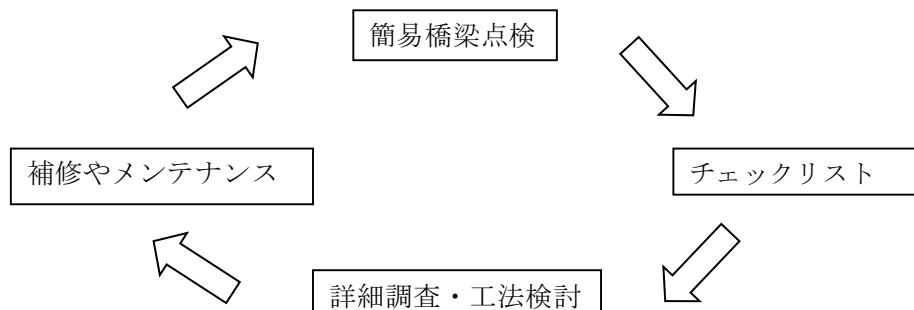 簡易橋梁点検
補修やメンテナンス
チェックリスト
詳細調査・工法検討